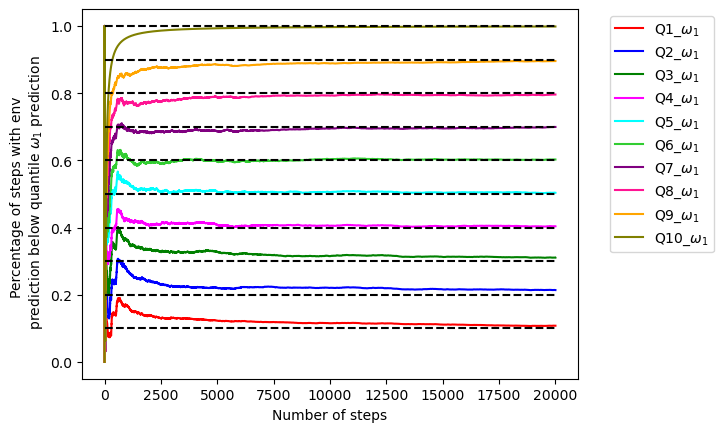 Percentage of steps with env
prediction below quantile ω₁ prediction
1.0
0.8
0.6
0.4
0.2
0.0
0
2500
5000
7500
10000
12500
15000
17500
20000
Number of steps
Q1_ω₁
Q2_ω₁
Q3_ω₁
Q4_ω₁
Q5_ω₁
Q6_ω₁
Q7_ω₁
Q8_ω₁
Q9_ω₁
Q10_ω₁